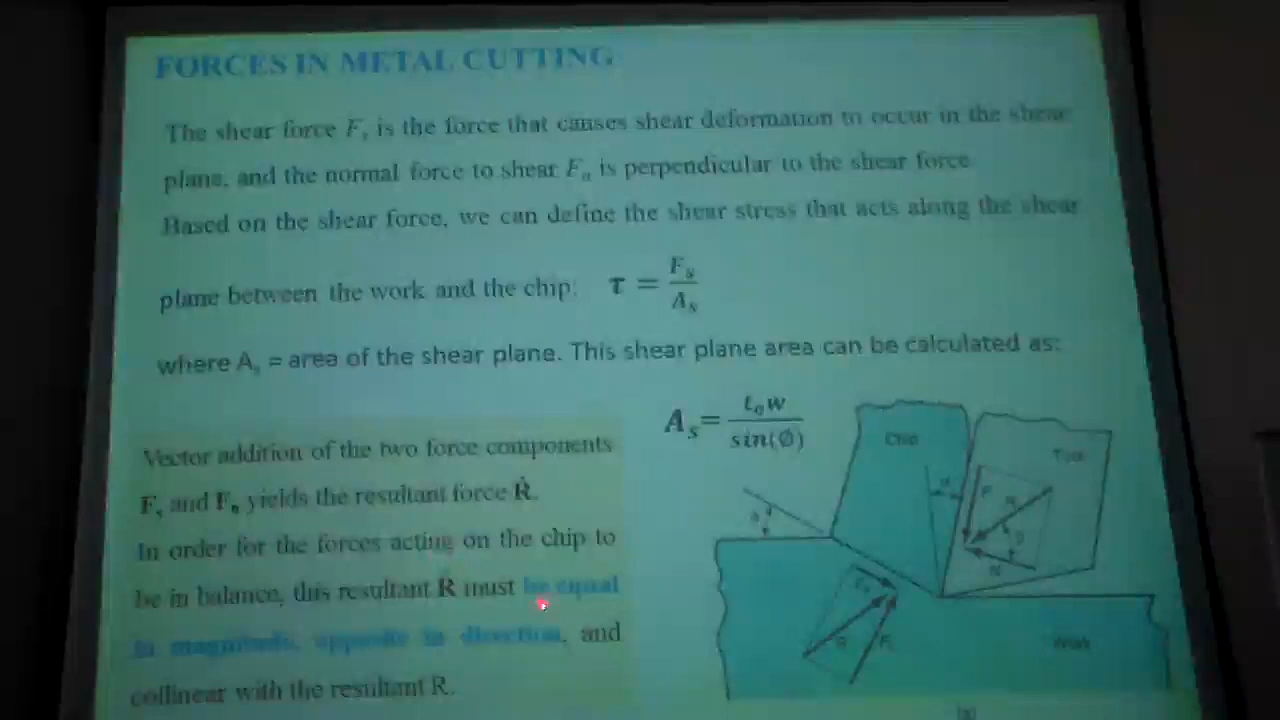 FORCES IN METAL CUTTING
The shear force Fs is the force that causes shear deformation to occur in the shear
plane, and the normal force to shear Fn is perpendicular to the shear force
Based on the shear force, we can define the shear stress that acts along the shear
plane between the work and the chip: τ = Fs / As
where As = area of the shear plane. This shear plane area can be calculated as:
As = t0w / sin(Ø)
Vector addition of the two force components
Fs and Fn yields the resultant force Ŕ.
In order for the forces acting on the chip to
be in balance, this resultant Ŕ must be equal
in magnitude, opposite in direction, and
collinear with the resultant R.
Chip
Tool
Work
R
F
N